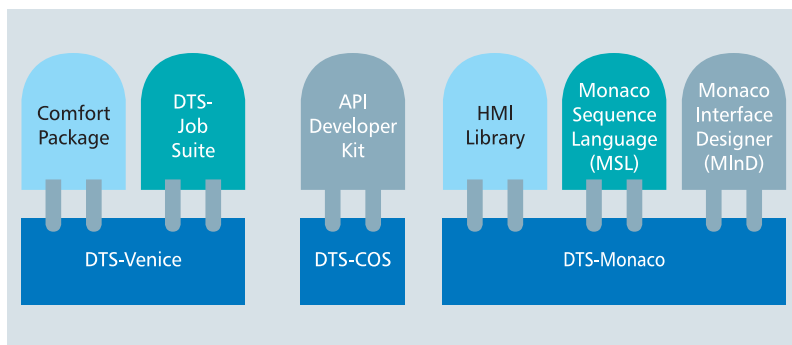 Comfort
Package
DTS-
Job
Suite
API
Developer
Kit
HMI
Library
Monaco
Sequence
Language
(MSL)
Monaco
Interface
Designer
(MInD)
DTS-Venice
DTS-COS
DTS-Monaco